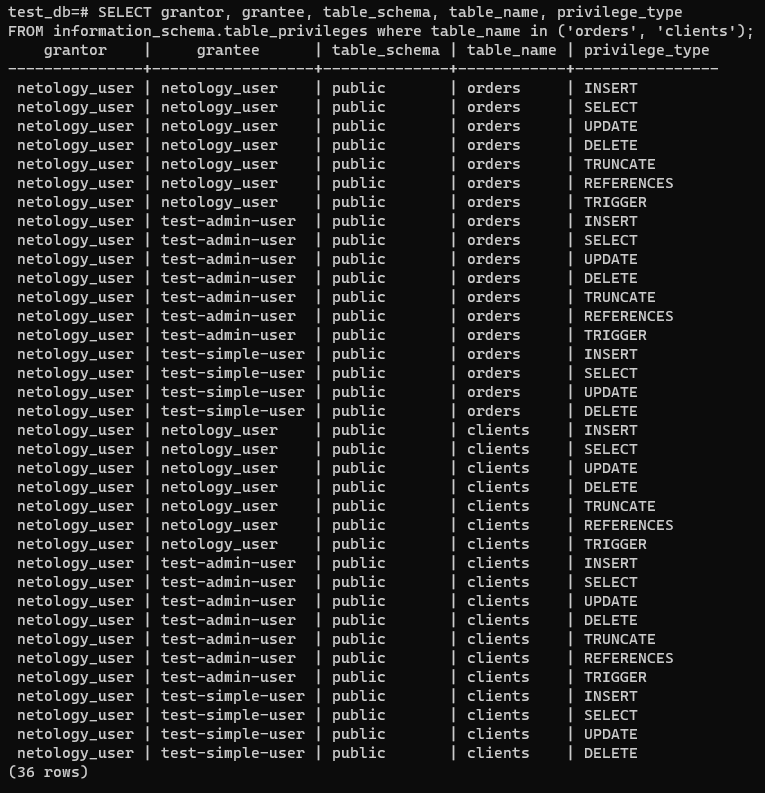 test_db=# SELECT grantor, grantee, table_schema, table_name, privilege_type
FROM information_schema.table_privileges where table_name in ('orders', 'clients');
    grantor    |     grantee      | table_schema | table_name | privilege_type
---------------+------------------+--------------+------------+----------------
 netology_user | netology_user    | public       | orders     | INSERT
 netology_user | netology_user    | public       | orders     | SELECT
 netology_user | netology_user    | public       | orders     | UPDATE
 netology_user | netology_user    | public       | orders     | DELETE
 netology_user | netology_user    | public       | orders     | TRUNCATE
 netology_user | netology_user    | public       | orders     | REFERENCES
 netology_user | netology_user    | public       | orders     | TRIGGER
 netology_user | test-admin-user  | public       | orders     | INSERT
 netology_user | test-admin-user  | public       | orders     | SELECT
 netology_user | test-admin-user  | public       | orders     | UPDATE
 netology_user | test-admin-user  | public       | orders     | DELETE
 netology_user | test-admin-user  | public       | orders     | TRUNCATE
 netology_user | test-admin-user  | public       | orders     | REFERENCES
 netology_user | test-admin-user  | public       | orders     | TRIGGER
 netology_user | test-simple-user | public       | orders     | INSERT
 netology_user | test-simple-user | public       | orders     | SELECT
 netology_user | test-simple-user | public       | orders     | UPDATE
 netology_user | test-simple-user | public       | orders     | DELETE
 netology_user | netology_user    | public       | clients    | INSERT
 netology_user | netology_user    | public       | clients    | SELECT
 netology_user | netology_user    | public       | clients    | UPDATE
 netology_user | netology_user    | public       | clients    | DELETE
 netology_user | netology_user    | public       | clients    | TRUNCATE
 netology_user | netology_user    | public       | clients    | REFERENCES
 netology_user | netology_user    | public       | clients    | TRIGGER
 netology_user | test-admin-user  | public       | clients    | INSERT
 netology_user | test-admin-user  | public       | clients    | SELECT
 netology_user | test-admin-user  | public       | clients    | UPDATE
 netology_user | test-admin-user  | public       | clients    | DELETE
 netology_user | test-admin-user  | public       | clients    | TRUNCATE
 netology_user | test-admin-user  | public       | clients    | REFERENCES
 netology_user | test-admin-user  | public       | clients    | TRIGGER
 netology_user | test-simple-user | public       | clients    | INSERT
 netology_user | test-simple-user | public       | clients    | SELECT
 netology_user | test-simple-user | public       | clients    | UPDATE
 netology_user | test-simple-user | public       | clients    | DELETE
(36 rows)